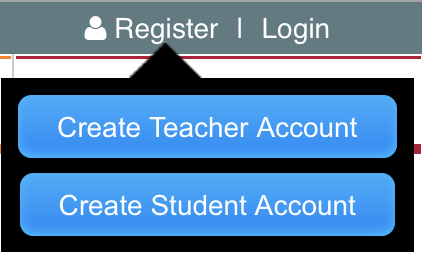 Register | Login
Create Teacher Account
Create Student Account